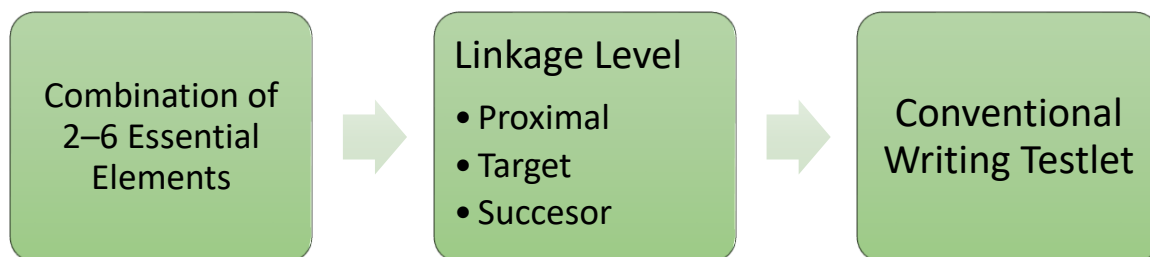 Combination of
2–6 Essential
Elements
Linkage Level
• Proximal
• Target
• Succesor
Conventional
Writing Testlet